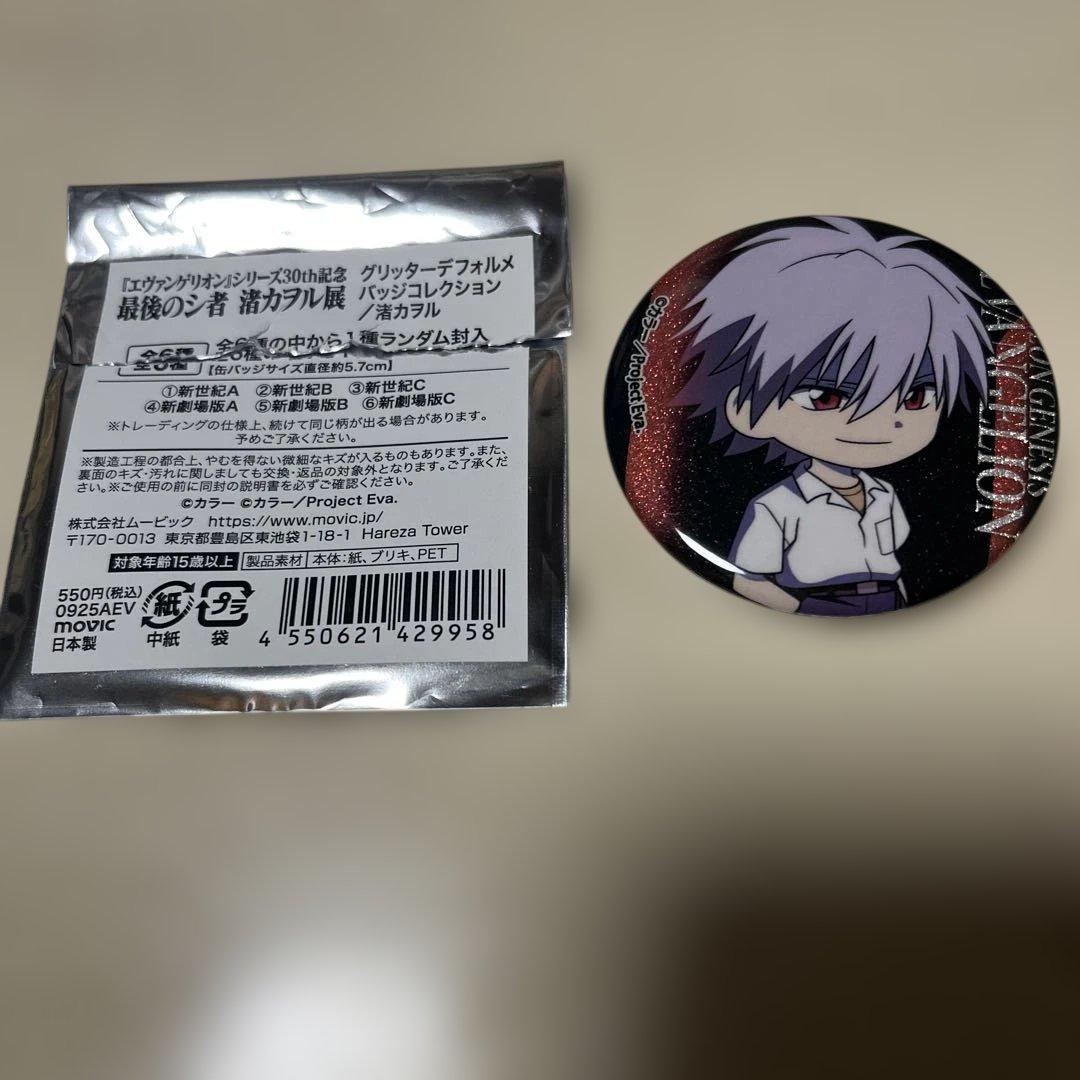 『エヴァンゲリオン』シリーズ30th記念
最後のシ者 渚カヲル展
グリッターデフォルメ
バッジコレクション
/渚カヲル
全6種
全6種の中から1種ランダム封入
【缶バッジサイズ直径約5.7cm】
①新世紀A ②新世紀B ③新世紀C
④新劇場版A ⑤新劇場版B ⑥新劇場版C
※トレーディングの仕様上、続けて同じ柄が出る場合があります。
予めご了承ください。
※製造工程の都合上、やむを得ない微細なキズが入るものもあります。また、
裏面のキズ・汚れに関しましても交換・返品の対象外となります。ご了承くだ
さい。※ご使用の前に同封の説明書を必ずご確認ください。
©カラー ©カラー/Project Eva.
株式会社ムービック https://www.movic.jp/
〒170-0013 東京都豊島区東池袋1-18-1 Hareza Tower
対象年齢15歳以上 製品素材 本体:紙、ブリキ、PET
550円(税込)
0925AEV
movic
日本製
紙
中紙
プラ
袋
4 550621 429958
©カラー/Project Eva.
EVANGELION